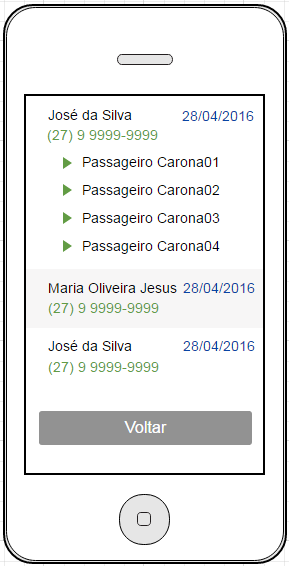 José da Silva 28/04/2016
(27) 9 9999-9999
Passageiro Carona01
Passageiro Carona02
Passageiro Carona03
Passageiro Carona04
Maria Oliveira Jesus 28/04/2016
(27) 9 9999-9999
José da Silva 28/04/2016
(27) 9 9999-9999
Voltar